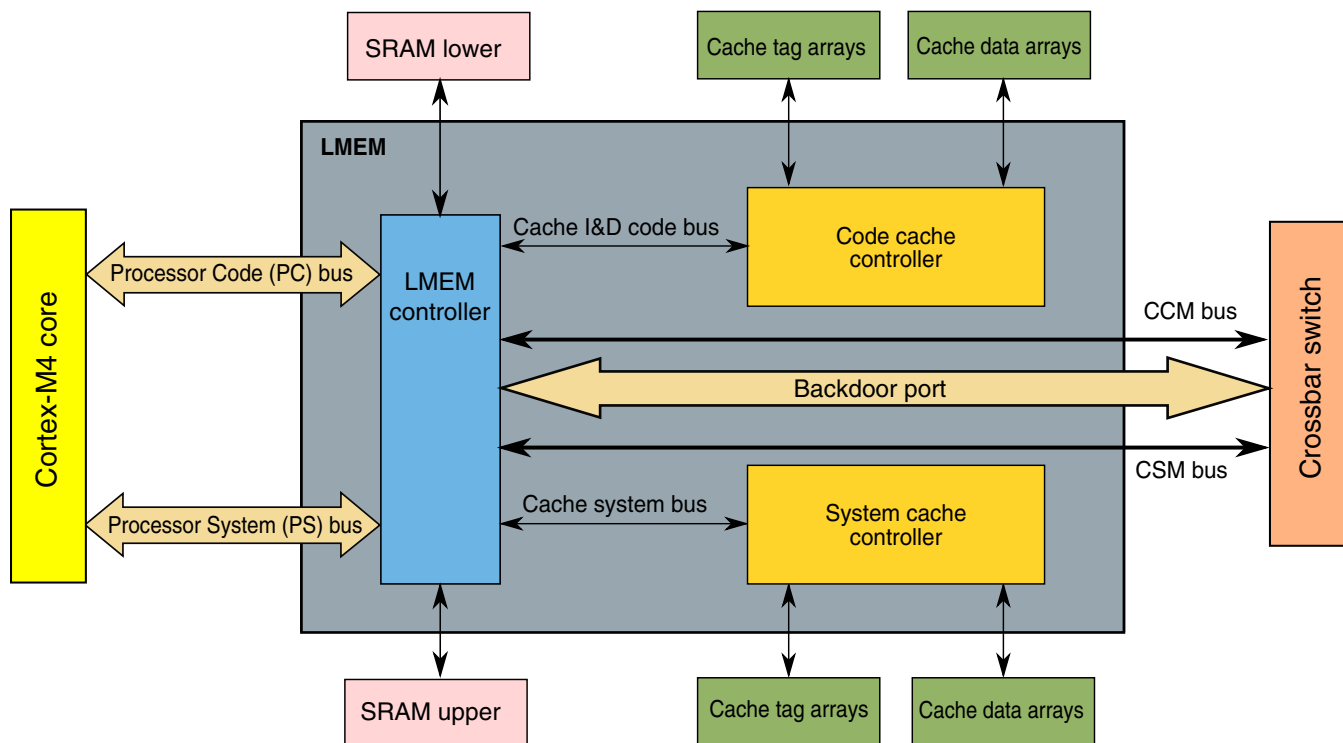 SRAM lower
Cache tag arrays
Cache data arrays
LMEM
Cortex-M4 core
Processor Code (PC) bus
LMEM
controller
Cache I&D code bus
Code cache
controller
CCM bus
Backdoor port
Crossbar switch
CSM bus
Processor System (PS) bus
Cache system bus
System cache
controller
SRAM upper
Cache tag arrays
Cache data arrays